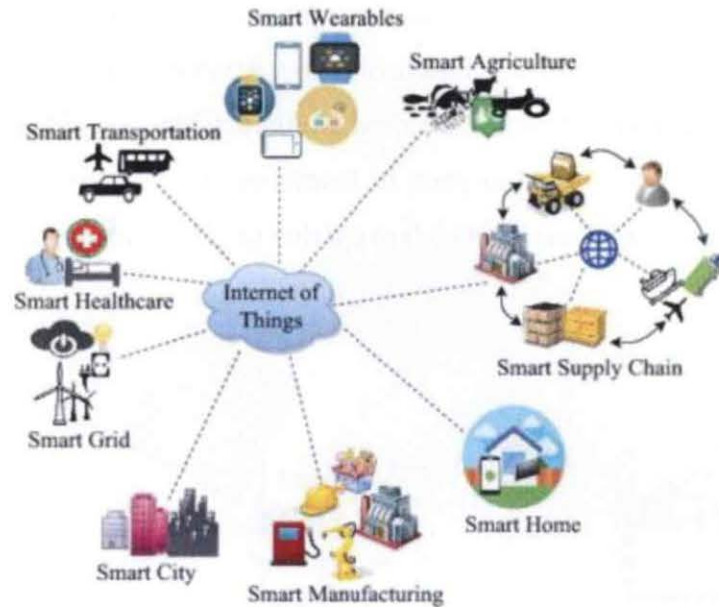 Smart Wearables
Smart Agriculture
Smart Transportation
Smart Healthcare
Internet of
Things
Smart Supply Chain
Smart Grid
Smart Home
Smart City
Smart Manufacturing